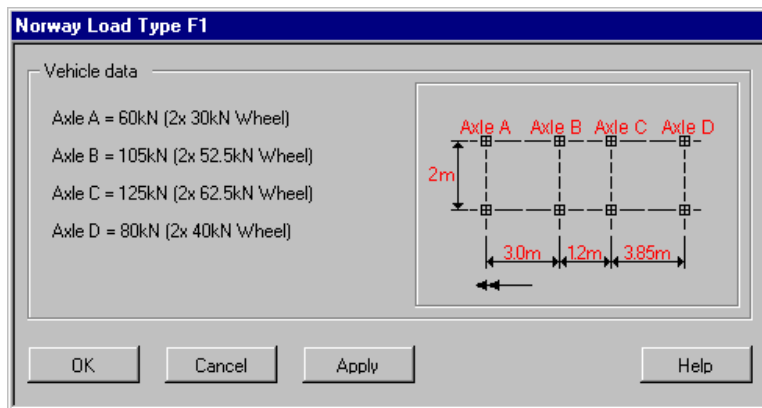 Norway Load Type F1
Vehicle data
Axle A = 60kN (2x 30kN Wheel)
Axle B = 105kN (2x 52.5kN Wheel)
Axle C = 125kN (2x 62.5kN Wheel)
Axle D = 80kN (2x 40kN Wheel)
Axle A Axle B Axle C Axle D
2m
3.0m 1.2m 3.85m
OK Cancel Apply Help